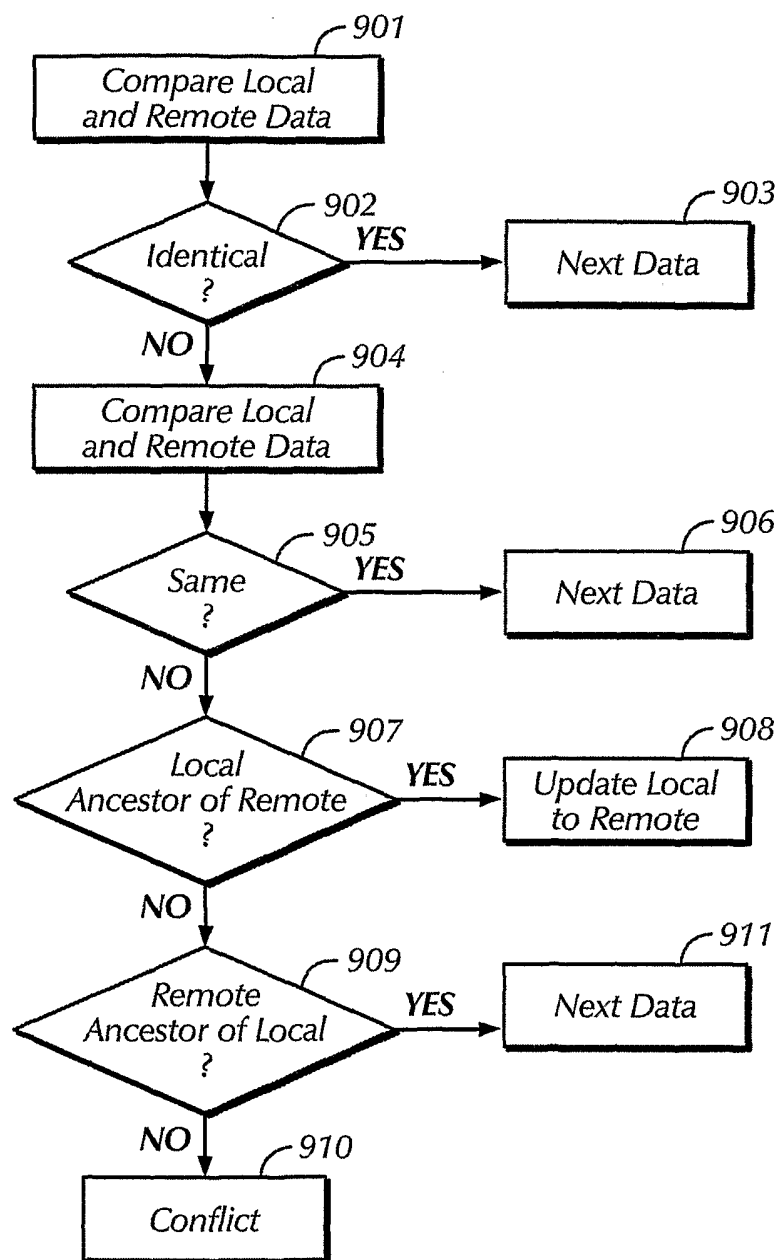 901
Compare Local
and Remote Data
902
Identical
?
YES
903
Next Data
NO
904
Compare Local
and Remote Data
905
Same
?
YES
906
Next Data
NO
907
Local
Ancestor of Remote
?
YES
908
Update Local
to Remote
NO
909
Remote
Ancestor of Local
?
YES
911
Next Data
NO
910
Conflict